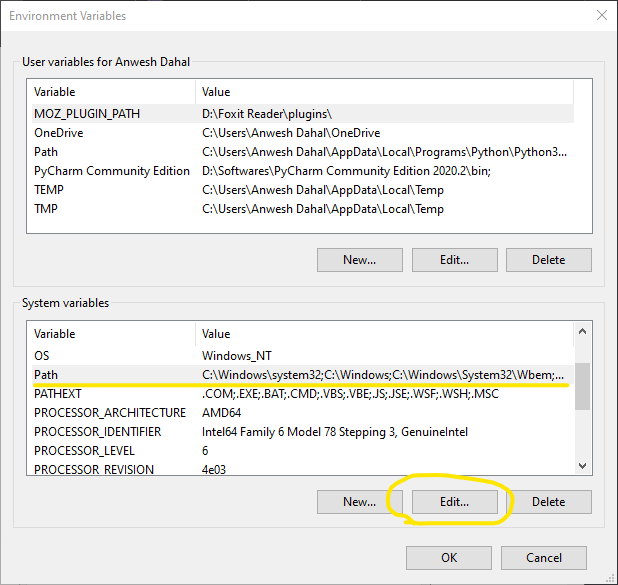 Environment Variables
User variables for Anwesh Dahal
Variable Value
MOZ_PLUGIN_PATH D:\Foxit Reader\plugins\
OneDrive C:\Users\Anwesh Dahal\OneDrive
Path C:\Users\Anwesh Dahal\AppData\Local\Programs\Python\Python3...
PyCharm Community Edition D:\Softwares\PyCharm Community Edition 2020.2\bin;
TEMP C:\Users\Anwesh Dahal\AppData\Local\Temp
TMP C:\Users\Anwesh Dahal\AppData\Local\Temp
New... Edit... Delete
System variables
Variable Value
OS Windows_NT
Path C:\Windows\system32;C:\Windows;C:\Windows\System32\Wbem;...
PATHEXT .COM;.EXE;.BAT;.CMD;.VBS;.VBE;.JS;.JSE;.WSF;.WSH;.MSC
PROCESSOR_ARCHITECTURE AMD64
PROCESSOR_IDENTIFIER Intel64 Family 6 Model 78 Stepping 3, GenuineIntel
PROCESSOR_LEVEL 6
PROCESSOR_REVISION 4e03
New... Edit... Delete
OK Cancel